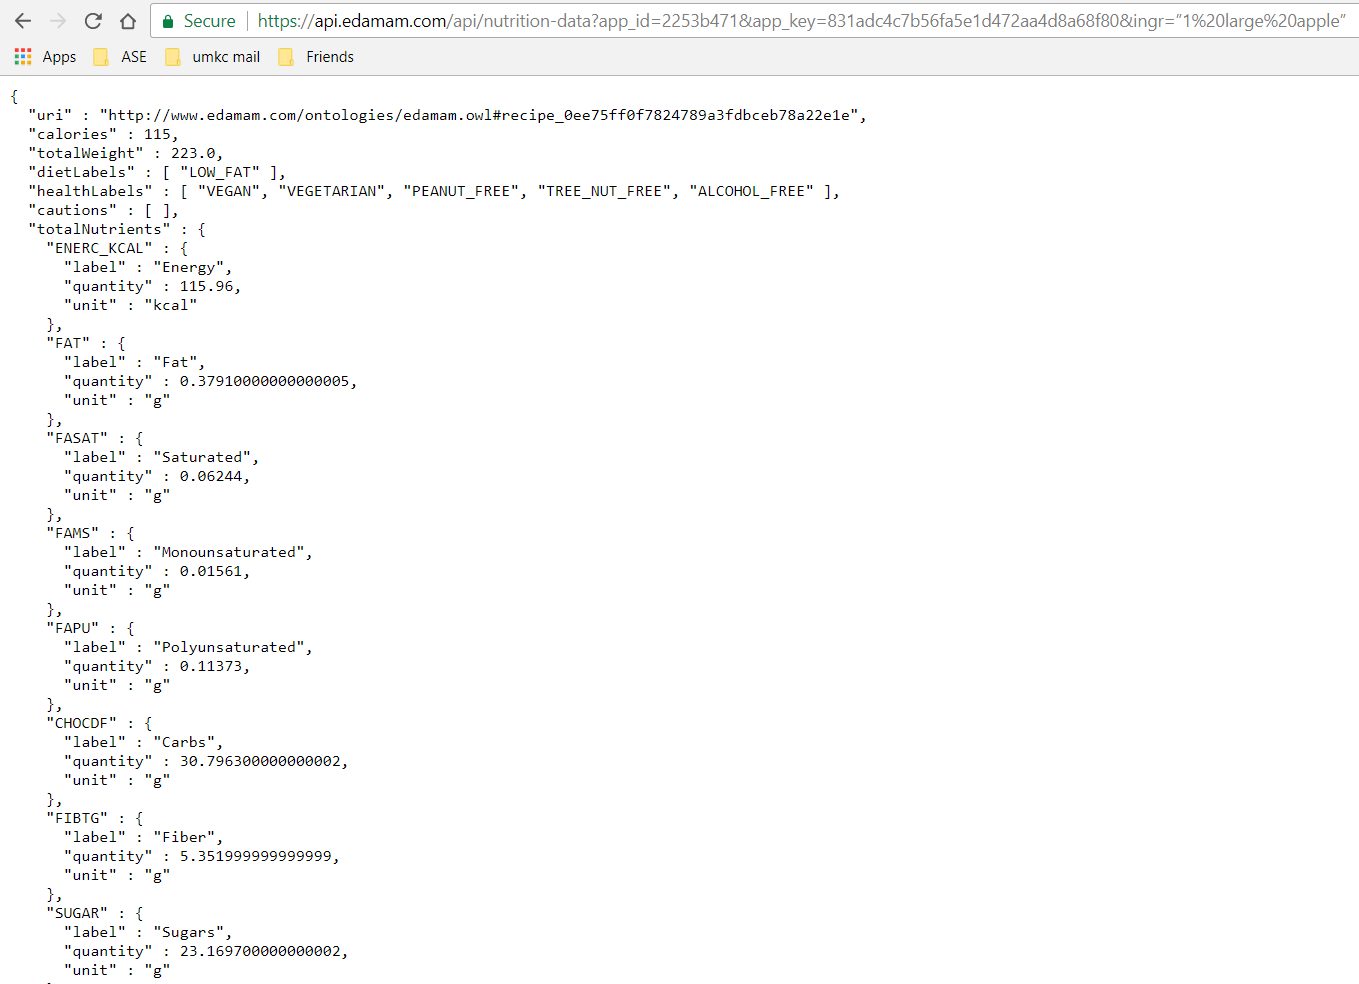 Secure https://api.edamam.com/api/nutrition-data?app_id=2253b471&app_key=831adc4c7b56fa5e1d472aa4d8a68f80&ingr="1%20large%20apple"
Apps ASE umkc mail Friends
{
"uri" : "http://www.edamam.com/ontologies/edamam.owl#recipe_0ee75ff0f7824789a3fdbceb78a22e1e",
"calories" : 115,
"totalWeight" : 223.0,
"dietLabels" : [ "LOW_FAT" ],
"healthLabels" : [ "VEGAN", "VEGETARIAN", "PEANUT_FREE", "TREE_NUT_FREE", "ALCOHOL_FREE" ],
"cautions" : [ ],
"totalNutrients" : {
"ENERC_KCAL" : {
"label" : "Energy",
"quantity" : 115.96,
"unit" : "kcal"
},
"FAT" : {
"label" : "Fat",
"quantity" : 0.37910000000000005,
"unit" : "g"
},
"FASAT" : {
"label" : "Saturated",
"quantity" : 0.06244,
"unit" : "g"
},
"FAMS" : {
"label" : "Monounsaturated",
"quantity" : 0.01561,
"unit" : "g"
},
"FAPU" : {
"label" : "Polyunsaturated",
"quantity" : 0.11373,
"unit" : "g"
},
"CHOCDF" : {
"label" : "Carbs",
"quantity" : 30.796300000000002,
"unit" : "g"
},
"FIBTG" : {
"label" : "Fiber",
"quantity" : 5.351999999999999,
"unit" : "g"
},
"SUGAR" : {
"label" : "Sugars",
"quantity" : 23.169700000000002,
"unit" : "g"